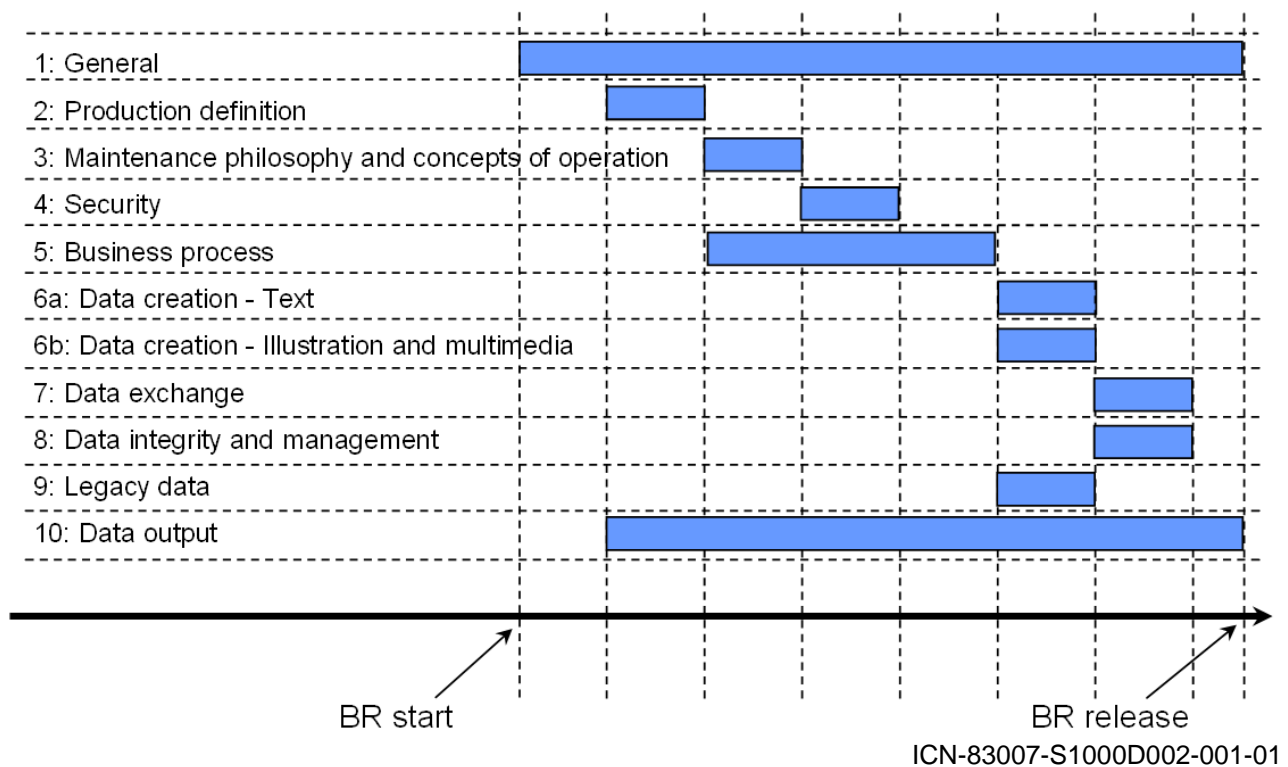 1: General
2: Production definition
3: Maintenance philosophy and concepts of operation
4: Security
5: Business process
6a: Data creation - Text
6b: Data creation - Illustration and multimedia
7: Data exchange
8: Data integrity and management
9: Legacy data
10: Data output
BR start
BR release
ICN-83007-S1000D002-001-01